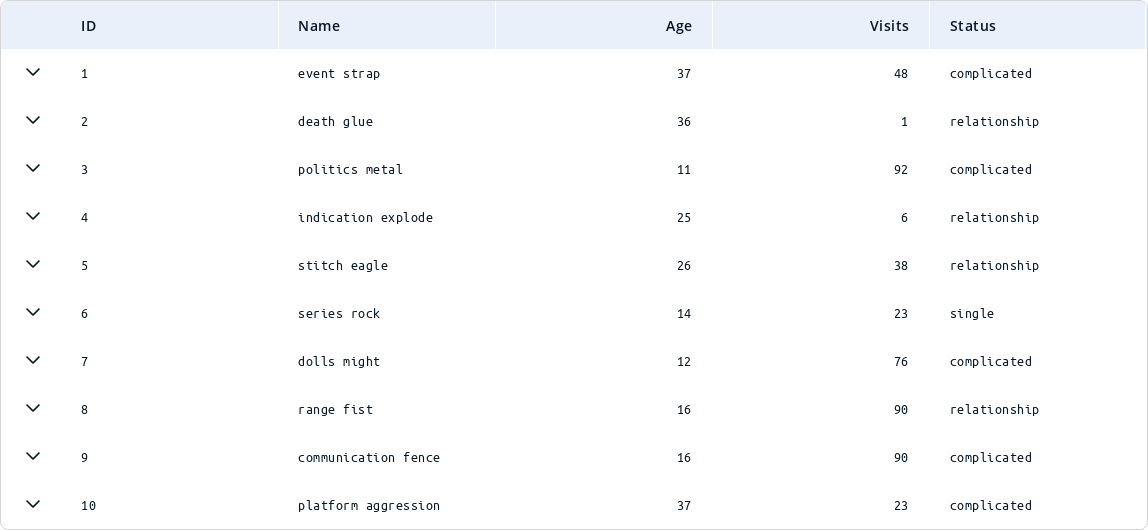 ID Name Age Visits Status
1 event strap 37 48 complicated
2 death glue 36 1 relationship
3 politics metal 11 92 complicated
4 indication explode 25 6 relationship
5 stitch eagle 26 38 relationship
6 series rock 14 23 single
7 dolls might 12 76 complicated
8 range fist 16 90 relationship
9 communication fence 16 90 complicated
10 platform aggression 37 23 complicated